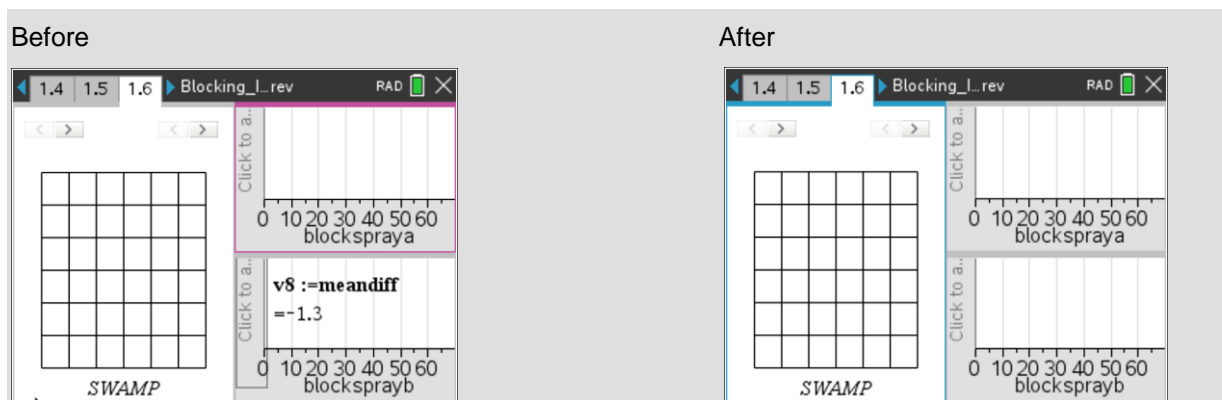 Before
After
1.4 1.5 1.6 Blocking_I...rev RAD
Click to a..
0 10 20 30 40 50 60
blockspraya
Click to a..
v8 :=meandiff
=-1.3
0 10 20 30 40 50 60
blocksprayb
SWAMP
1.4 1.5 1.6 Blocking_I...rev RAD
Click to a..
0 10 20 30 40 50 60
blockspraya
Click to a..
0 10 20 30 40 50 60
blocksprayb
SWAMP